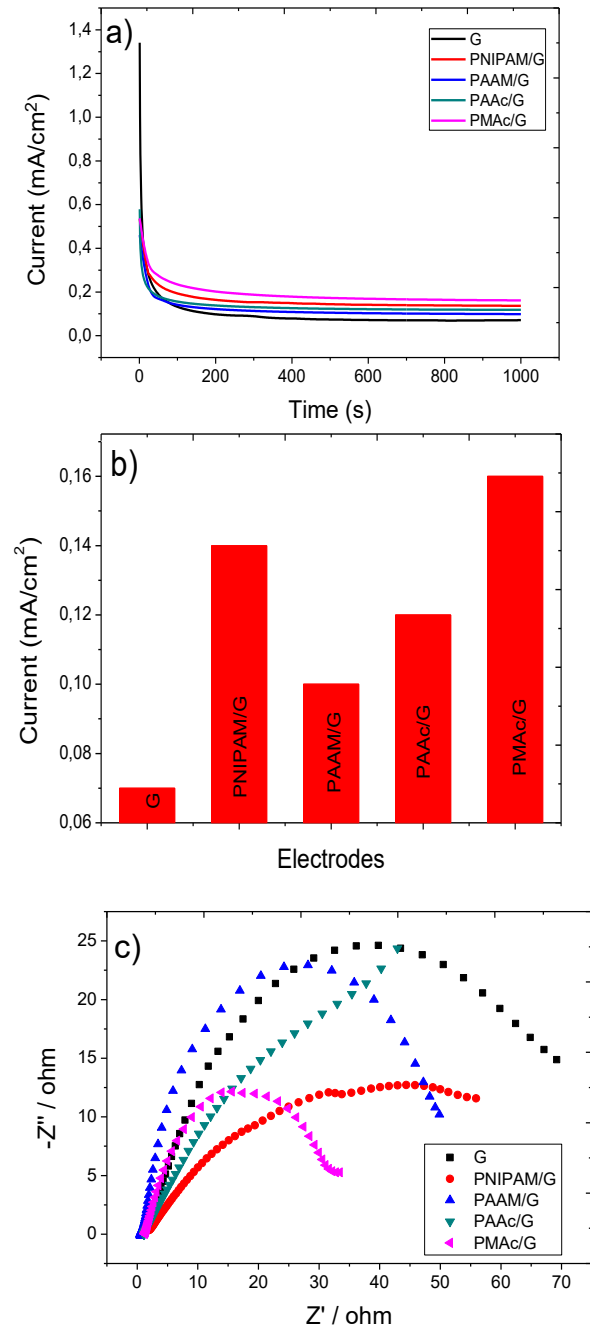 a)
G
PNIPAM/G
PAAM/G
PAAc/G
PMAc/G
1,4
1,2
1,0
0,8
0,6
0,4
0,2
0,0
Current (mA/cm²)
0 200 400 600 800 1000
Time (s)
b)
0,16
0,14
0,12
0,10
0,08
0,06
Current (mA/cm²)
G
PNIPAM/G
PAAM/G
PAAc/G
PMAc/G
Electrodes
c)
25
20
15
10
5
0
-Z'' / ohm
G
PNIPAM/G
PAAM/G
PAAc/G
PMAc/G
0 10 20 30 40 50 60 70
Z' / ohm